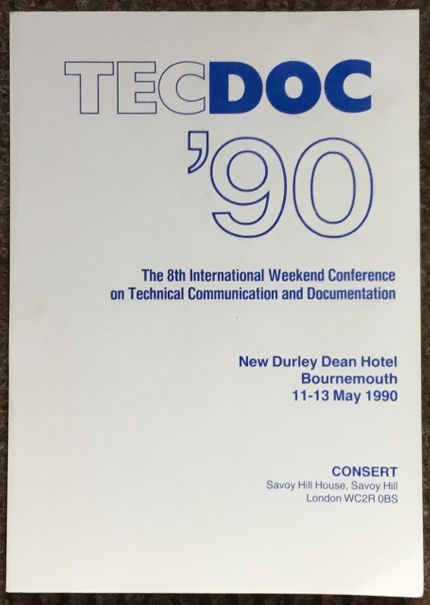 TECDOC
'90
The 8th International Weekend Conference
on Technical Communication and Documentation
New Durley Dean Hotel
Bournemouth
11-13 May 1990
CONSERT
Savoy Hill House, Savoy Hill
London WC2R 0BS